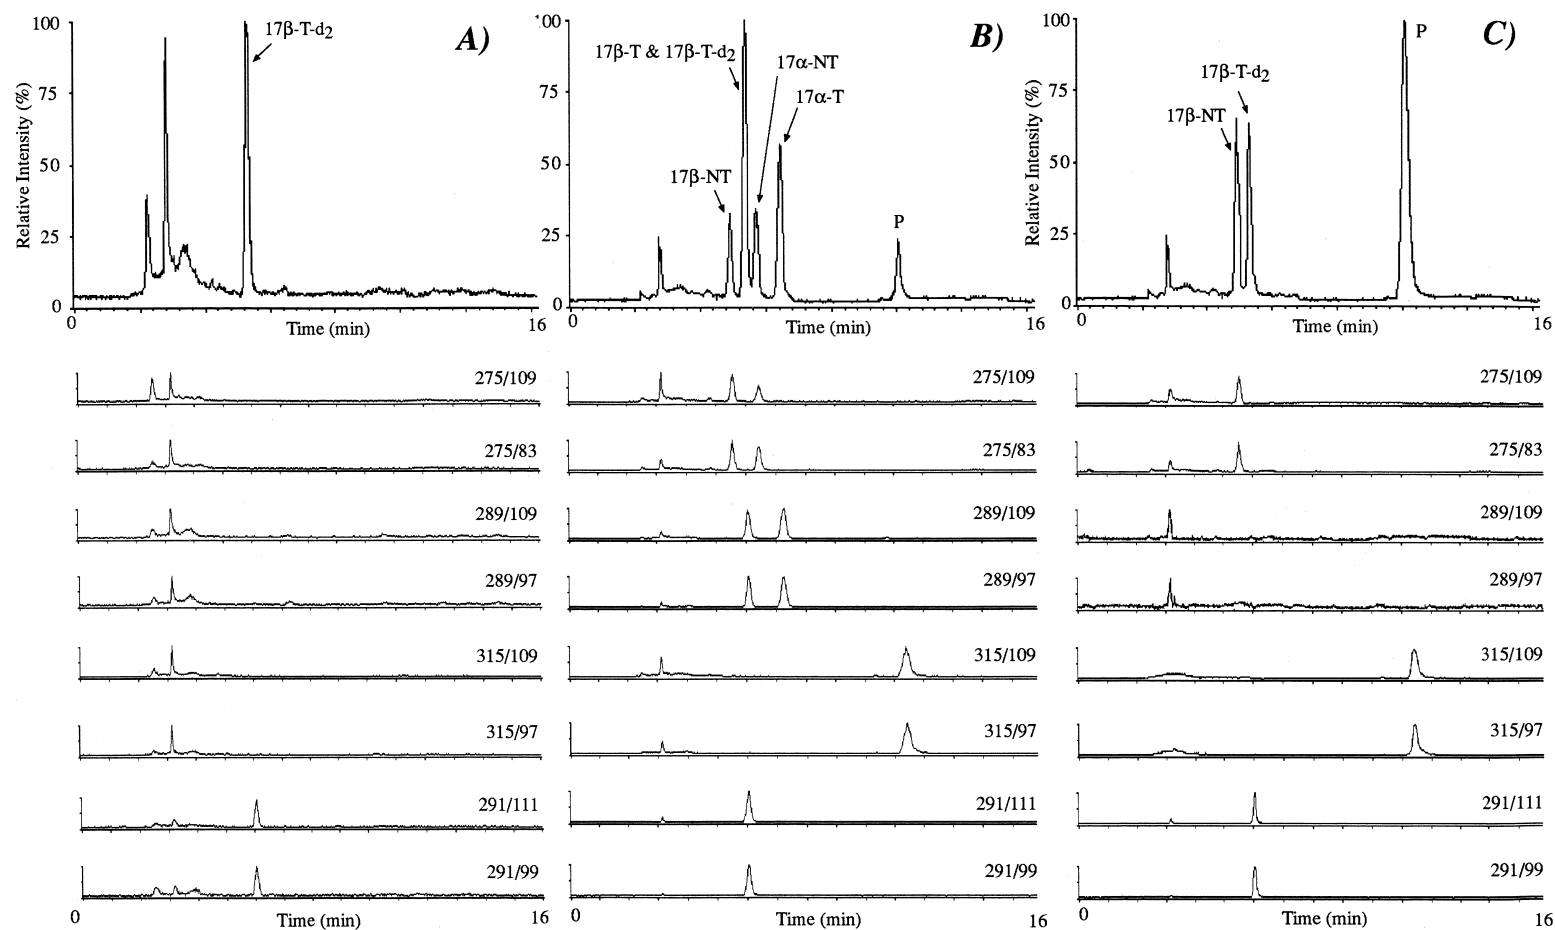 A)
100
75
50
25
0
Relative Intensity (%)
17β-T-d2
0
Time (min)
16
B)
100
75
50
25
0
17β-T & 17β-T-d2
17α-NT
17α-T
17β-NT
P
0
Time (min)
16
C)
100
75
50
25
0
Relative Intensity (%)
17β-T-d2
17β-NT
P
0
Time (min)
16
275/109
275/83
289/109
289/97
315/109
315/97
291/111
291/99
0
Time (min)
16
275/109
275/83
289/109
289/97
315/109
315/97
291/111
291/99
0
Time (min)
16
275/109
275/83
289/109
289/97
315/109
315/97
291/111
291/99
0
Time (min)
16